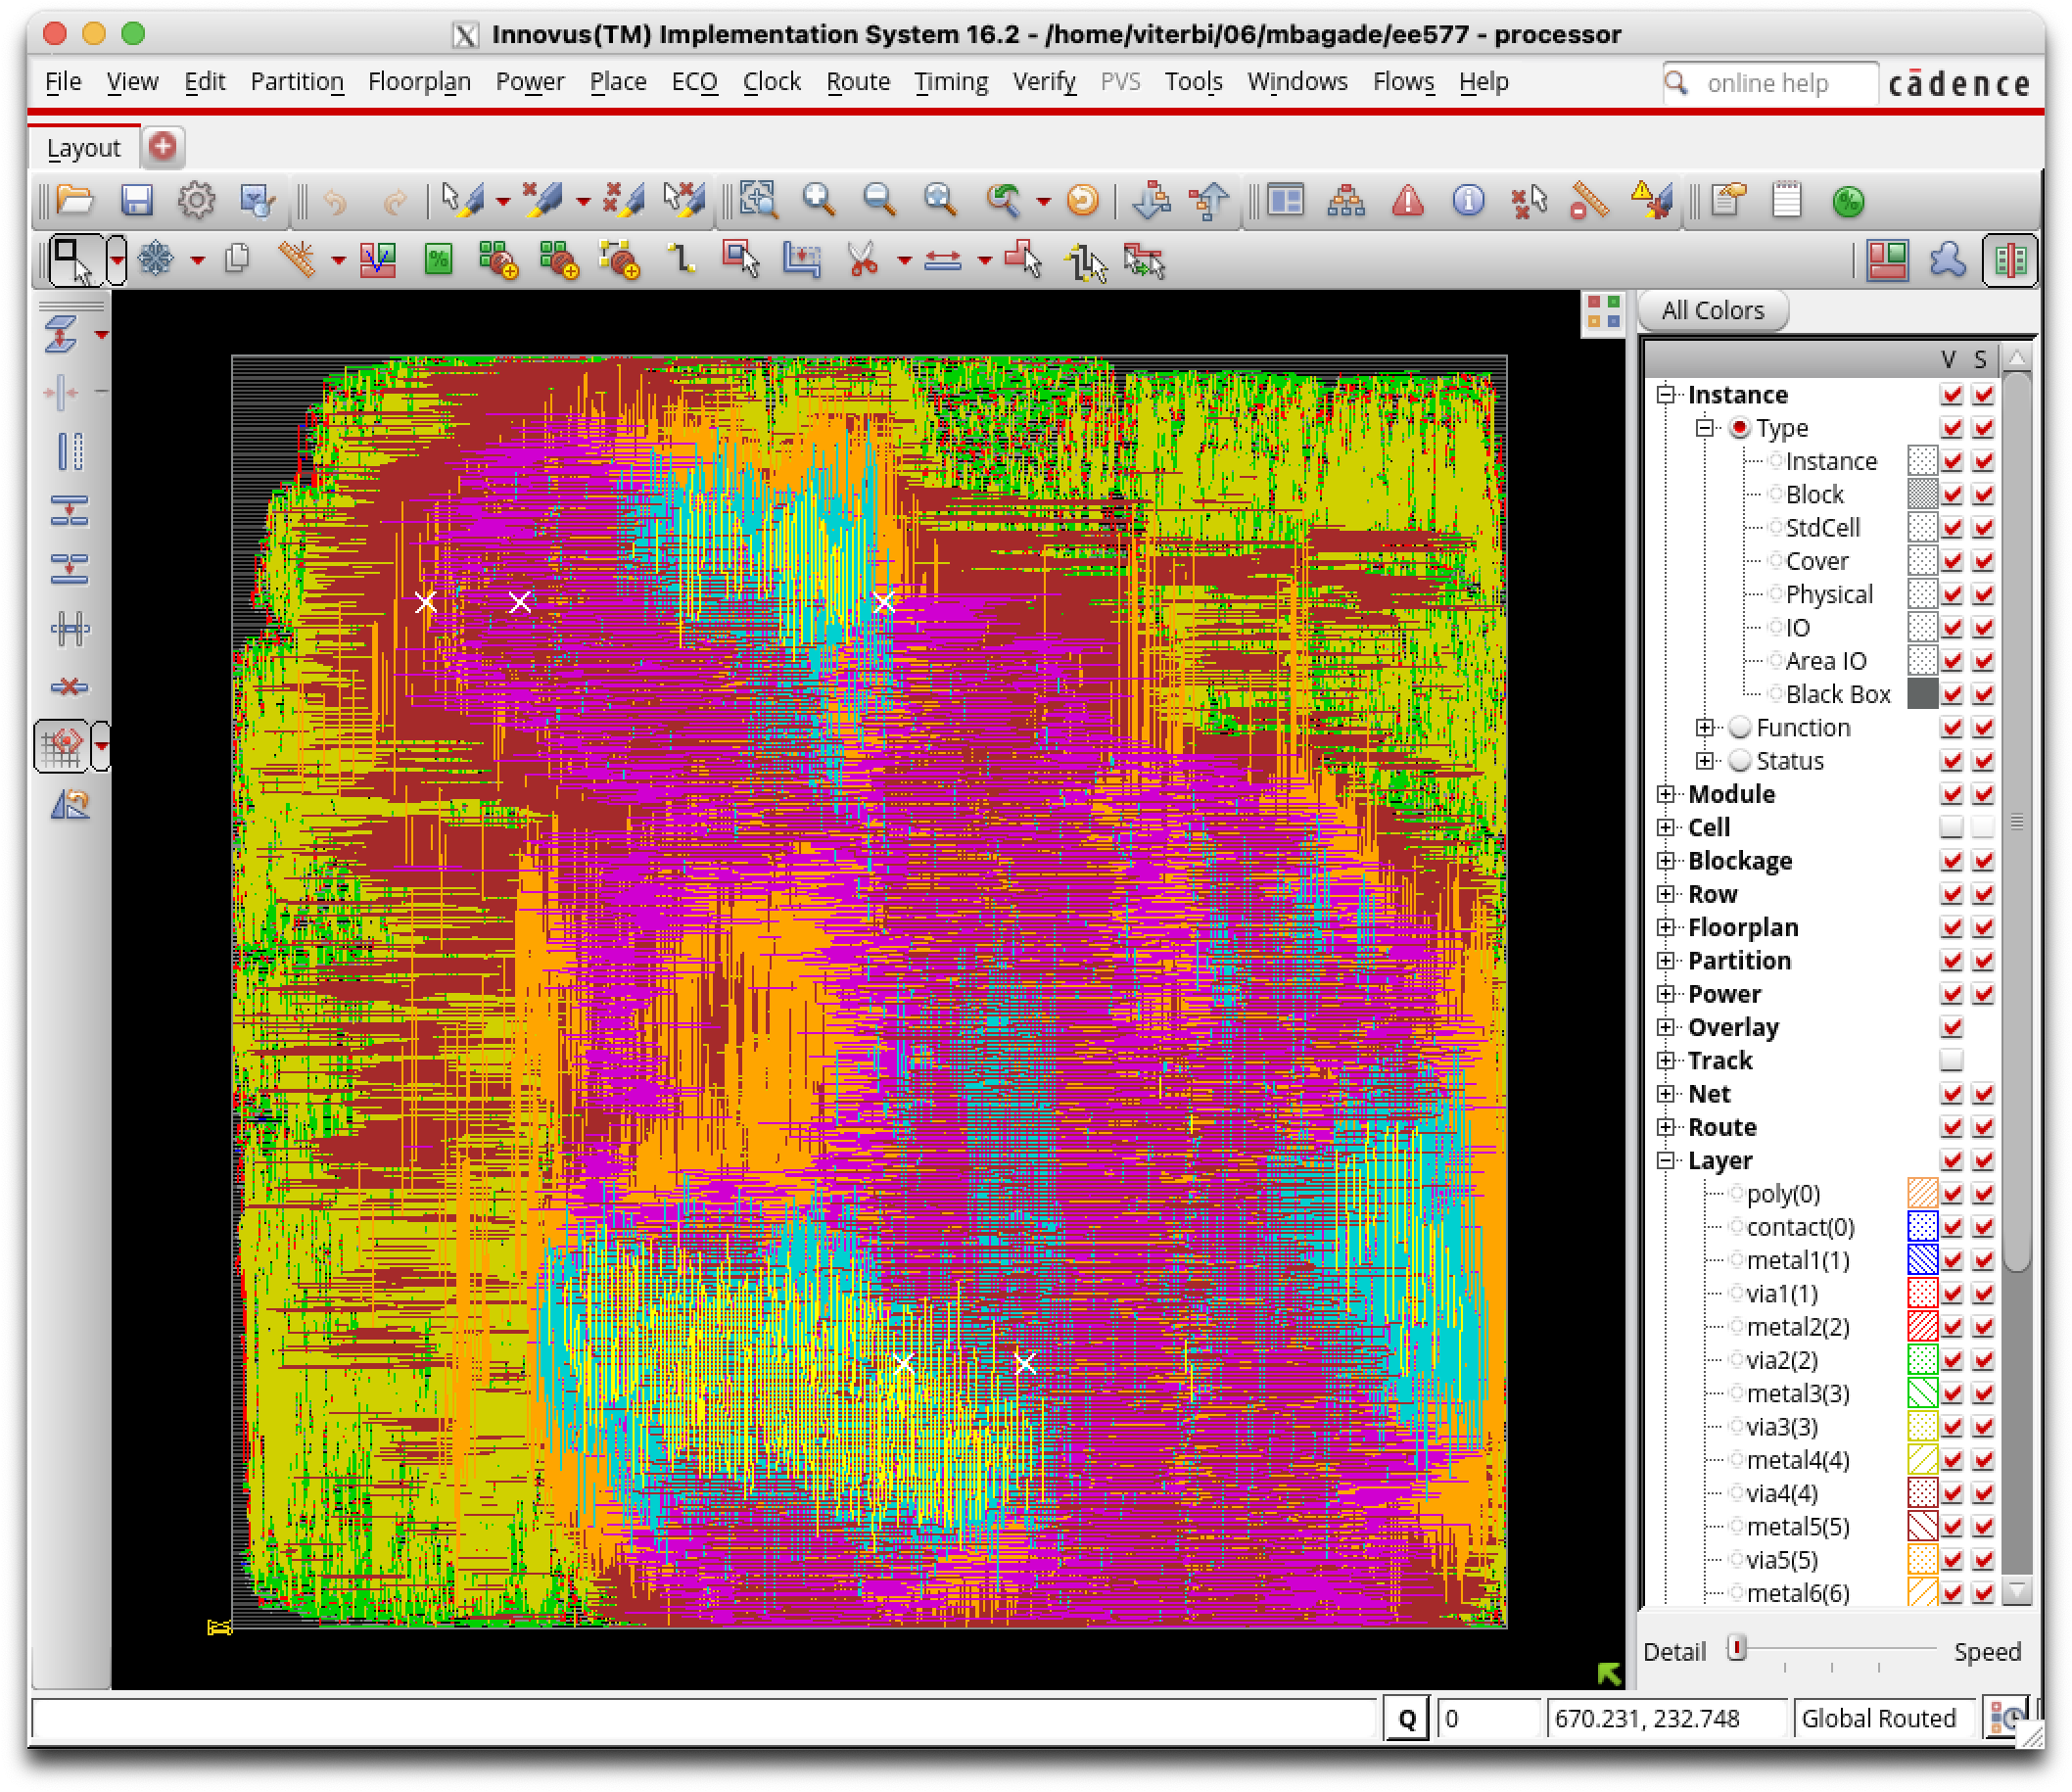 Innovus(TM) Implementation System 16.2 - /home/viterbi/06/mbagade/ee577 - processor
File View Edit Partition Floorplan Power Place ECO Clock Route Timing Verify PVS Tools Windows Flows Help online help cādence
Layout
All Colors
V S
Instance
Type
Instance
Block
StdCell
Cover
Physical
IO
Area IO
Black Box
Function
Status
Module
Cell
Blockage
Row
Floorplan
Partition
Power
Overlay
Track
Net
Route
Layer
poly(0)
contact(0)
metal1(1)
via1(1)
metal2(2)
via2(2)
metal3(3)
via3(3)
metal4(4)
via4(4)
metal5(5)
via5(5)
metal6(6)
Detail Speed
Q 0 670.231, 232.748 Global Routed